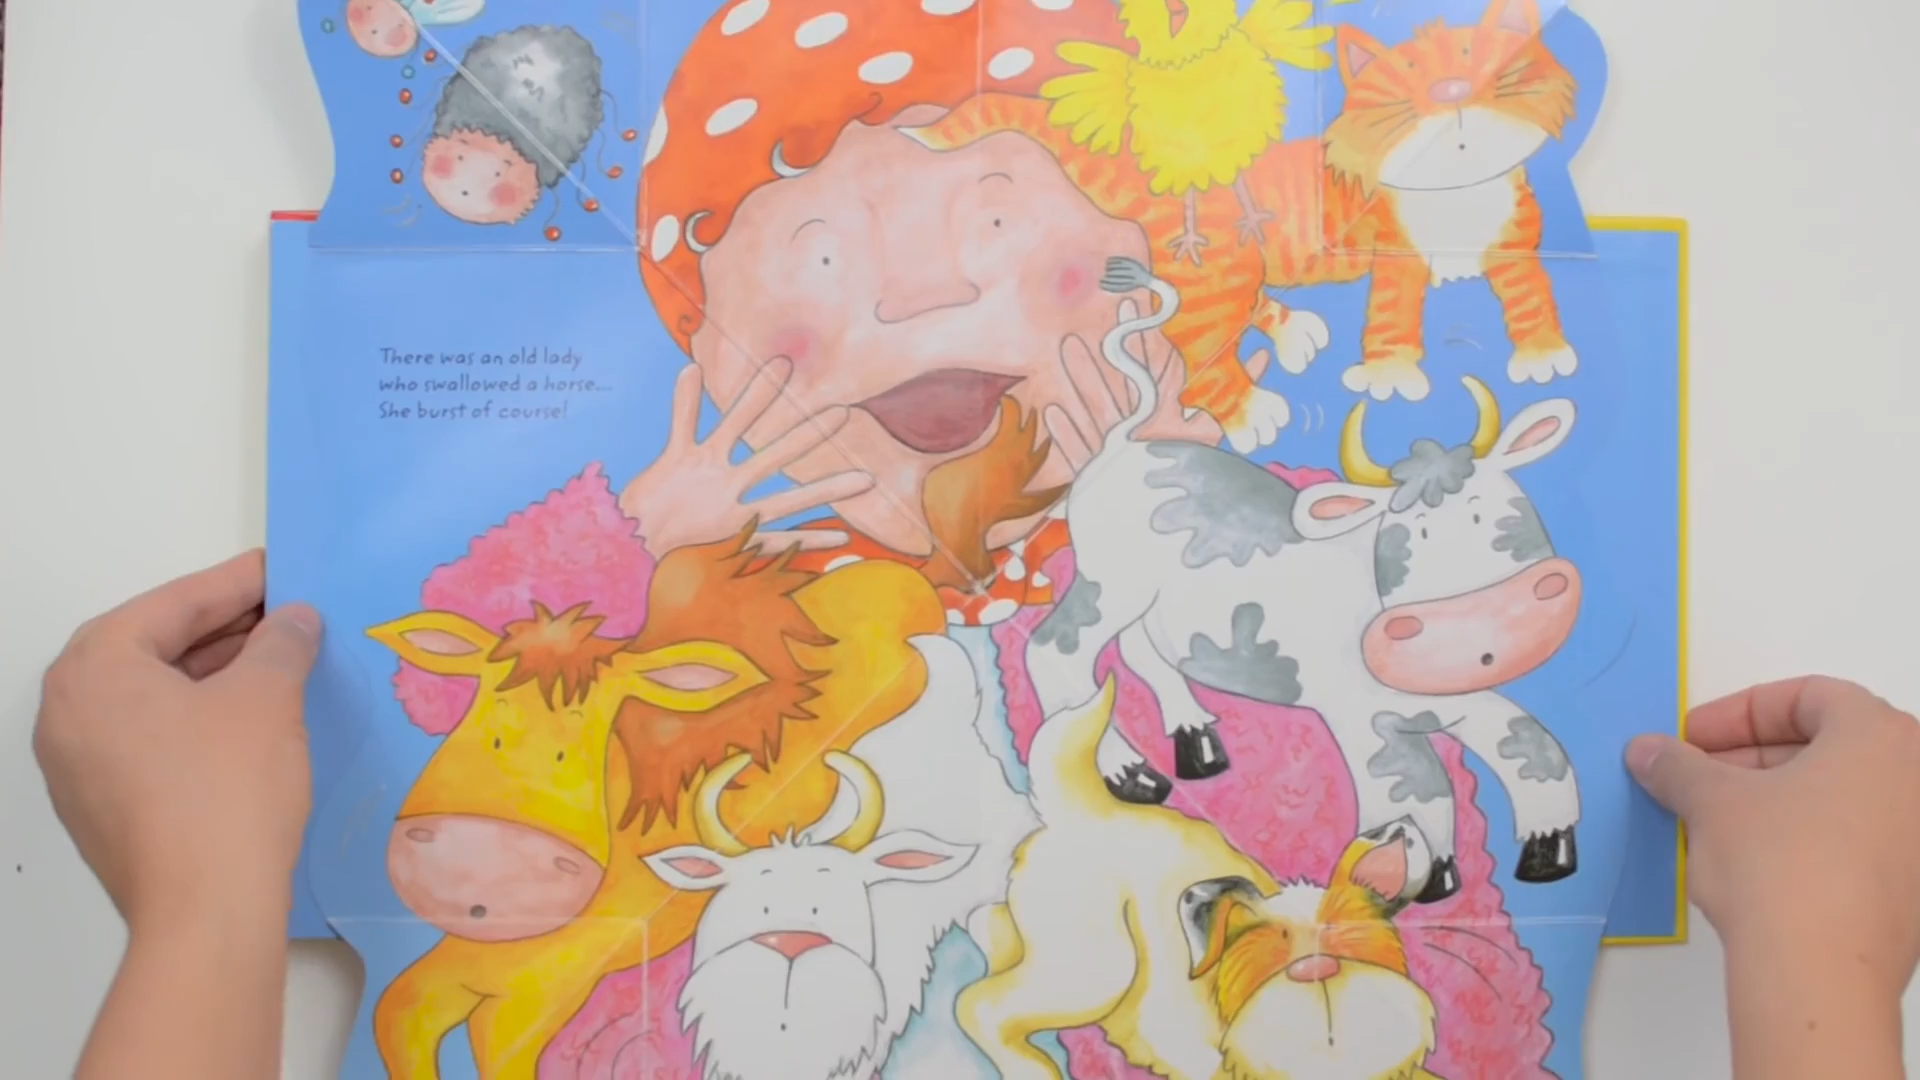 There was an old lady
who swallowed a horse...
She burst of course!